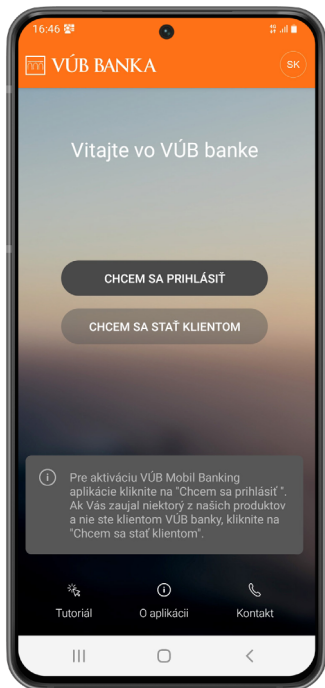 16:46
VÚB BANKA
SK
Vitajte vo VÚB banke
CHCEM SA PRIHLÁSIŤ
CHCEM SA STAŤ KLIENTOM
Pre aktiváciu VÚB Mobil Banking
aplikácie kliknite na "Chcem sa prihlásiť ".
Ak Vás zaujal niektorý z našich produktov
a nie ste klientom VÚB banky, kliknite na
"Chcem sa stať klientom".
Tutoriál
O aplikácii
Kontakt